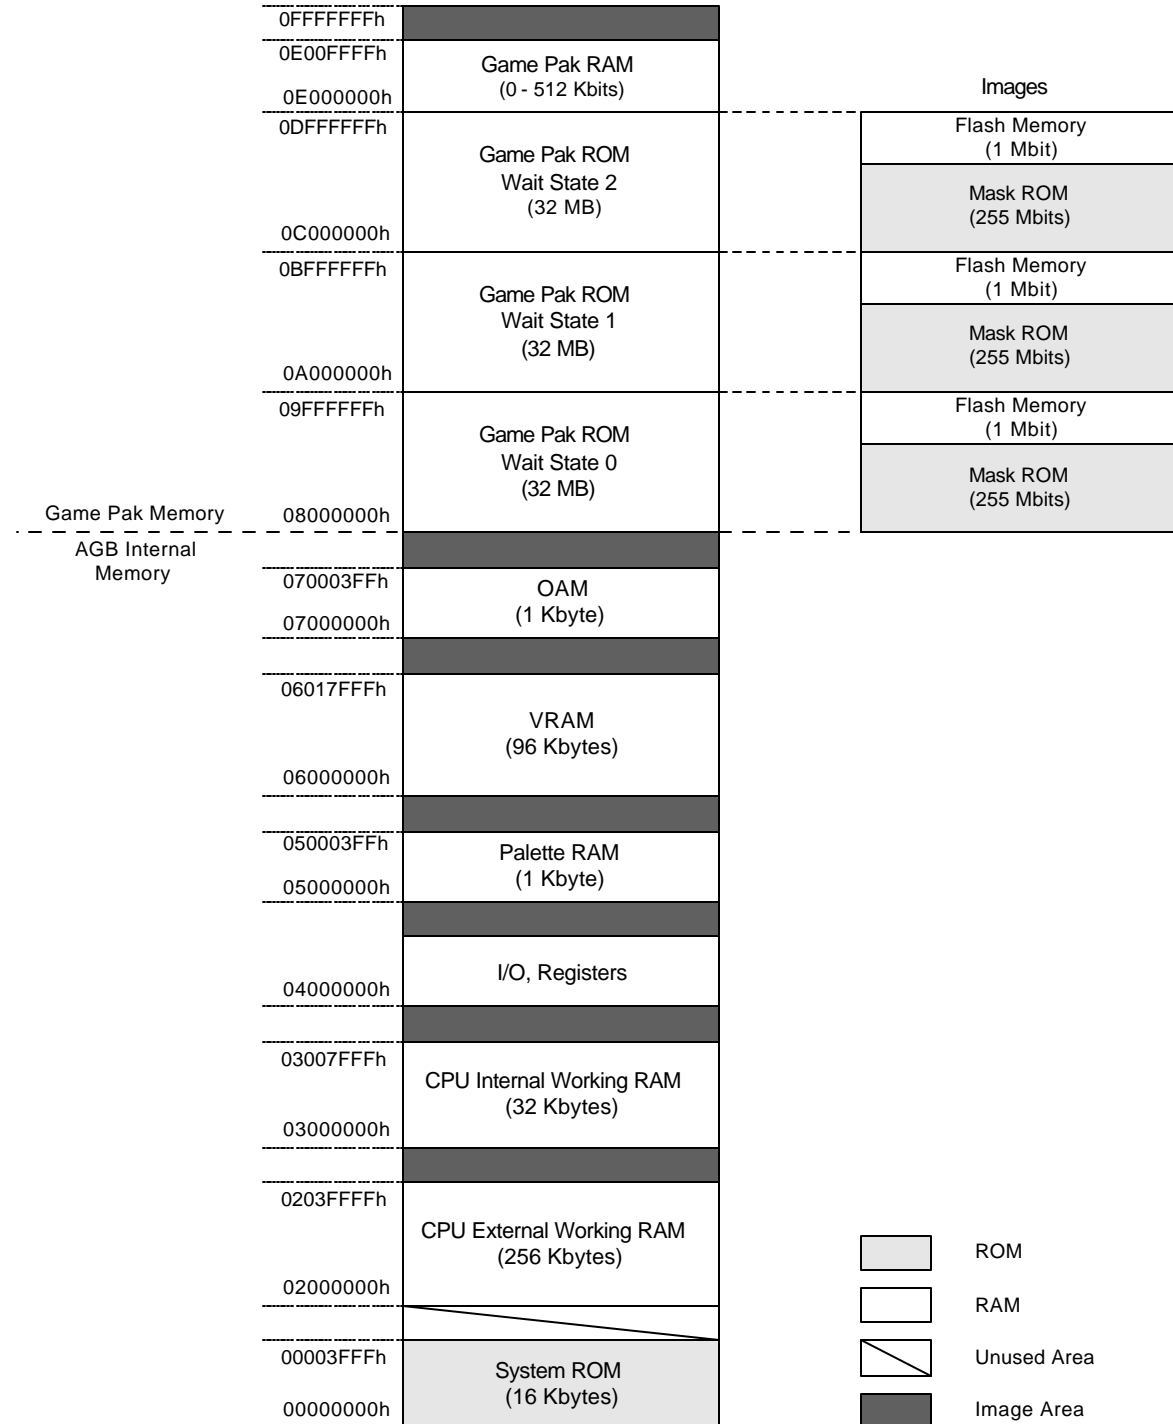 0FFFFFFFh
0E00FFFFh
Game Pak RAM
(0 - 512 Kbits)
0E000000h
Images
0DFFFFFFh
Game Pak ROM
Wait State 2
(32 MB)
0C000000h
Flash Memory
(1 Mbit)
Mask ROM
(255 Mbits)
0BFFFFFFh
Game Pak ROM
Wait State 1
(32 MB)
0A000000h
Flash Memory
(1 Mbit)
Mask ROM
(255 Mbits)
09FFFFFFh
Game Pak ROM
Wait State 0
(32 MB)
08000000h
Flash Memory
(1 Mbit)
Mask ROM
(255 Mbits)
Game Pak Memory
AGB Internal
Memory
070003FFh
OAM
(1 Kbyte)
07000000h
06017FFFh
VRAM
(96 Kbytes)
06000000h
050003FFh
Palette RAM
(1 Kbyte)
05000000h
I/O, Registers
04000000h
03007FFFh
CPU Internal Working RAM
(32 Kbytes)
03000000h
0203FFFFh
CPU External Working RAM
(256 Kbytes)
02000000h
00003FFFh
System ROM
(16 Kbytes)
00000000h
ROM
RAM
Unused Area
Image Area